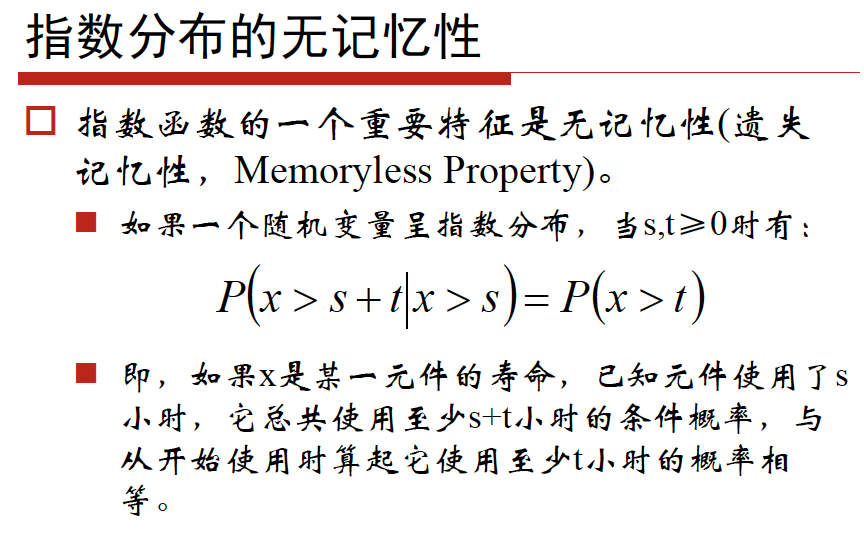 指数分布的无记忆性
指数函数的一个重要特征是无记忆性(遗失
记忆性，Memoryless Property)。
如果一个随机变量呈指数分布，当s,t≥0时有：
P(x > s + t|x > s) = P(x > t)
即，如果x是某一元件的寿命，已知元件使用了s
小时，它总共使用至少s+t小时的条件概率，与
从开始使用时算起它使用至少t小时的概率相
等。